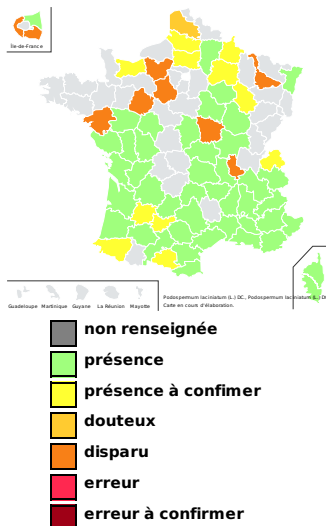 Île-de-France
Guadeloupe Martinique Guyane La Réunion Mayotte
Podospermum laciniatum (L.) DC., Podospermum laciniatum (L.) D
Carte en cours d'élaboration.
non renseignée
présence
présence à confimer
douteux
disparu
erreur
erreur à confirmer